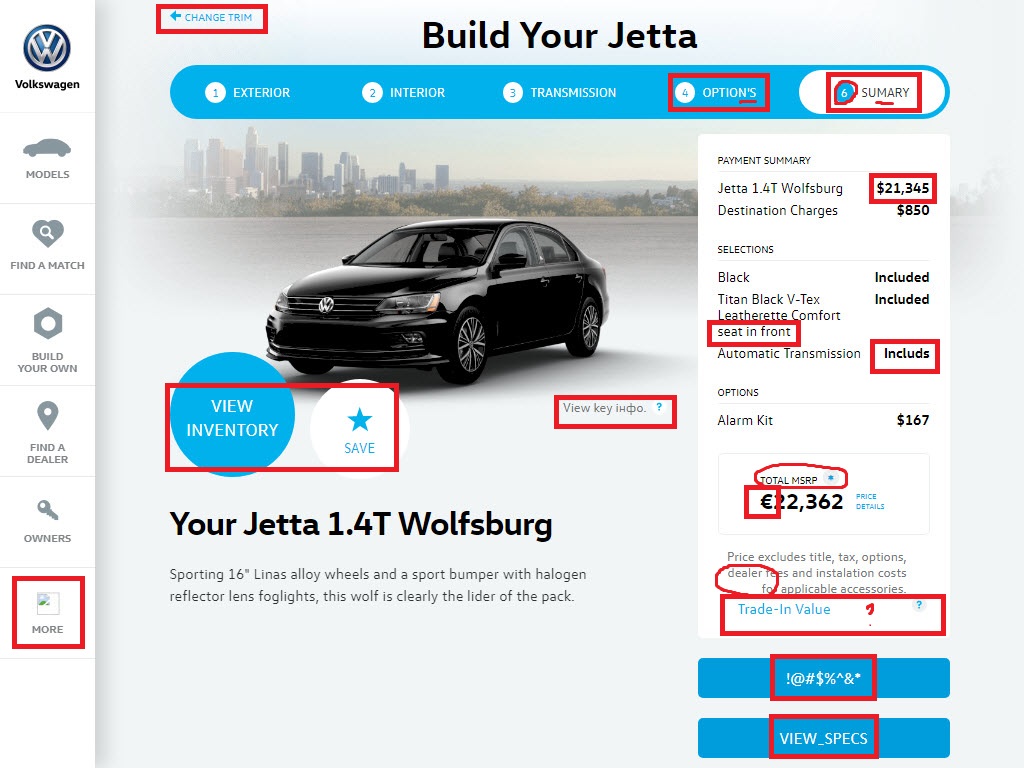 CHANGE TRIM
Build Your Jetta
Volkswagen
1 EXTERIOR
2 INTERIOR
3 TRANSMISSION
4 OPTION'S
6 SUMARY
MODELS
FIND A MATCH
BUILD
YOUR OWN
FIND A
DEALER
OWNERS
MORE
VIEW
INVENTORY
SAVE
View key інфо. ?
Your Jetta 1.4T Wolfsburg
Sporting 16" Linas alloy wheels and a sport bumper with halogen
reflector lens foglights, this wolf is clearly the lider of the pack.
PAYMENT SUMMARY
Jetta 1.4T Wolfsburg $21,345
Destination Charges $850
SELECTIONS
Black Included
Titan Black V-Tex Included
Leatherette Comfort
seat in front
Automatic Transmission Includs
OPTIONS
Alarm Kit $167
TOTAL MSRP *
€22,362 PRICE
DETAILS
Price excludes title, tax, options,
dealer fees and instalation costs
for applicable accessories.
Trade-In Value ? ?
!@#$%^&*
VIEW_SPECS